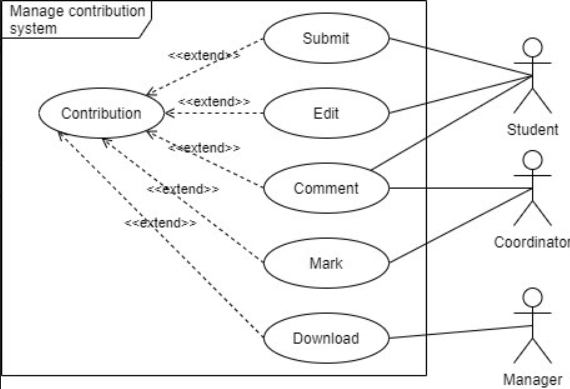 Manage contribution
system
Submit
<<extend>>
Contribution
<<extend>>
Edit
Student
<<extend>>
Comment
<<extend>>
Coordinator
<<extend>>
Mark
Download
Manager